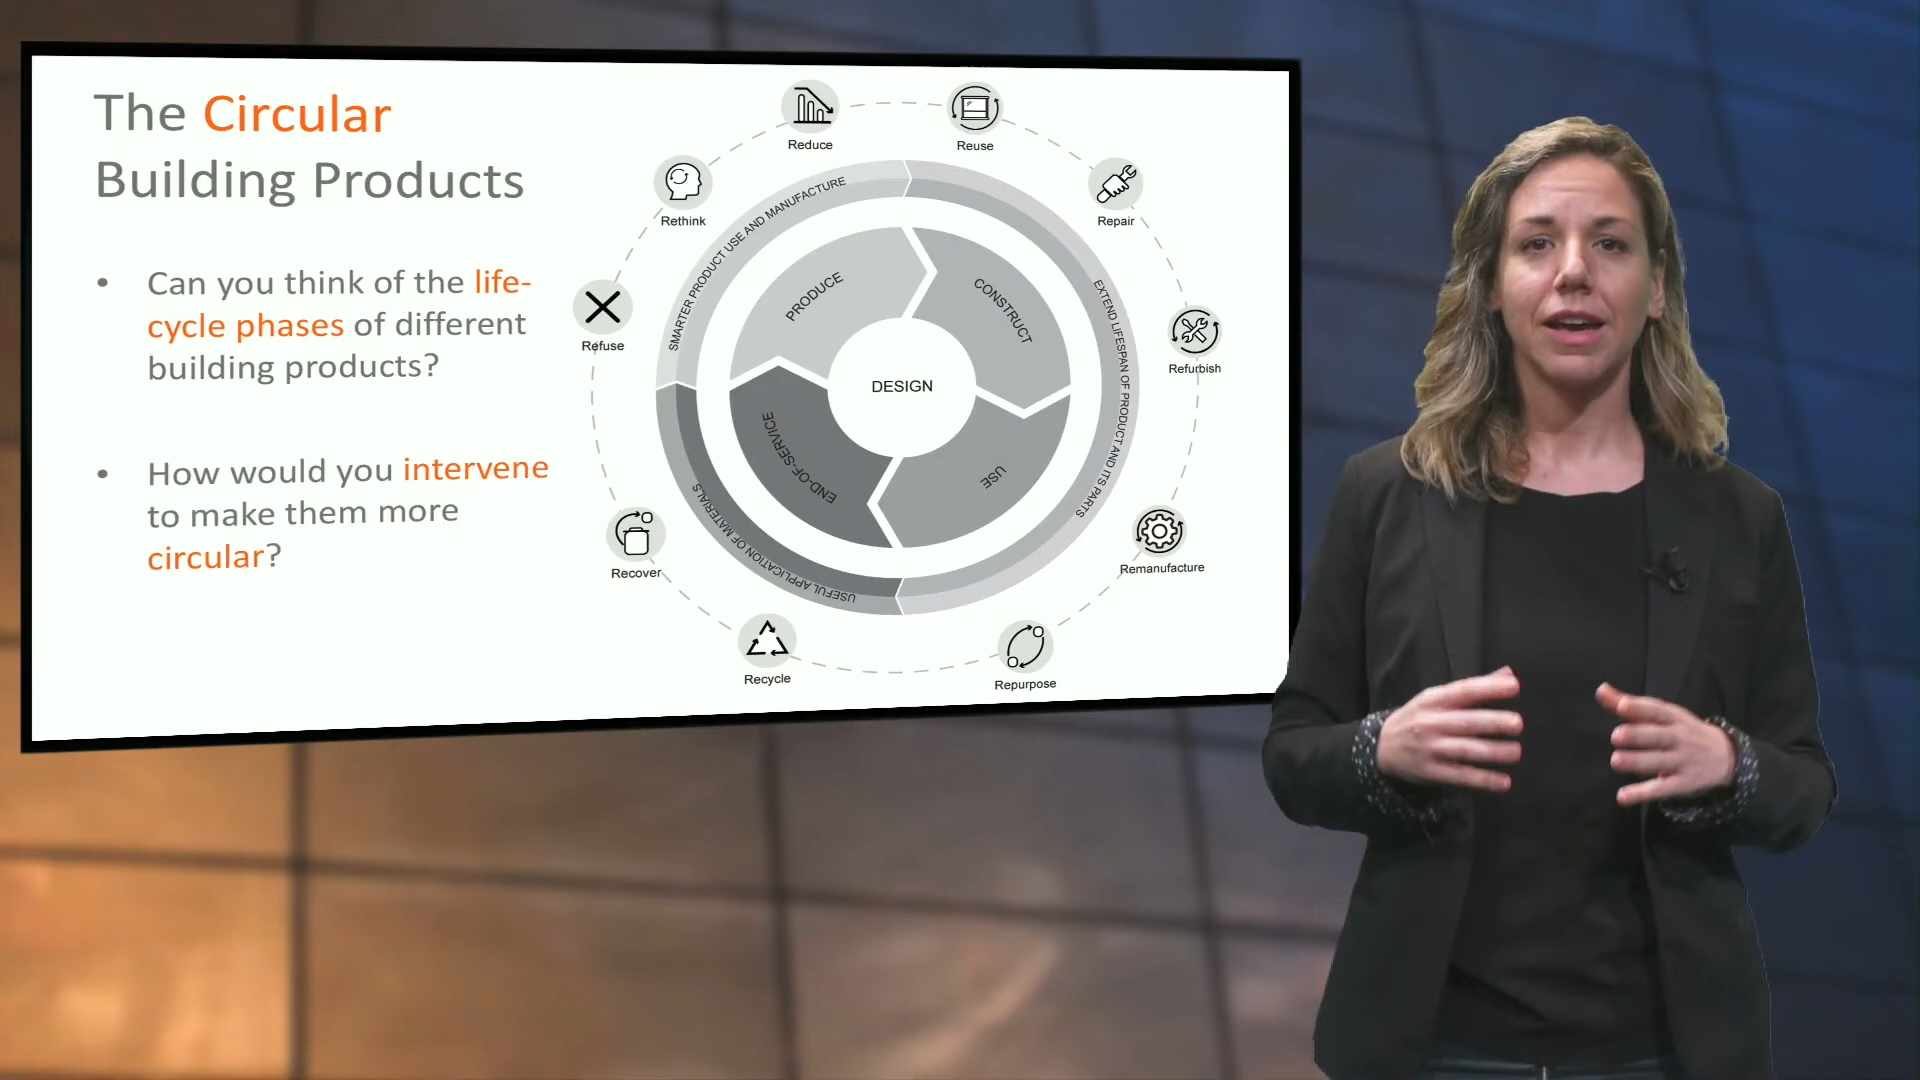 The Circular
Building Products
• Can you think of the life-
cycle phases of different
building products?
• How would you intervene
to make them more
circular?
Reduce
Reuse
Rethink
Repair
Refuse
Refurbish
Recover
Remanufacture
Recycle
Repurpose
SMARTER PRODUCT USE AND MANUFACTURE
EXTEND LIFESPAN OF PRODUCT AND ITS PARTS
USEFUL APPLICATION OF MATERIALS
PRODUCE
CONSTRUCT
USE
END-OF-SERVICE
DESIGN